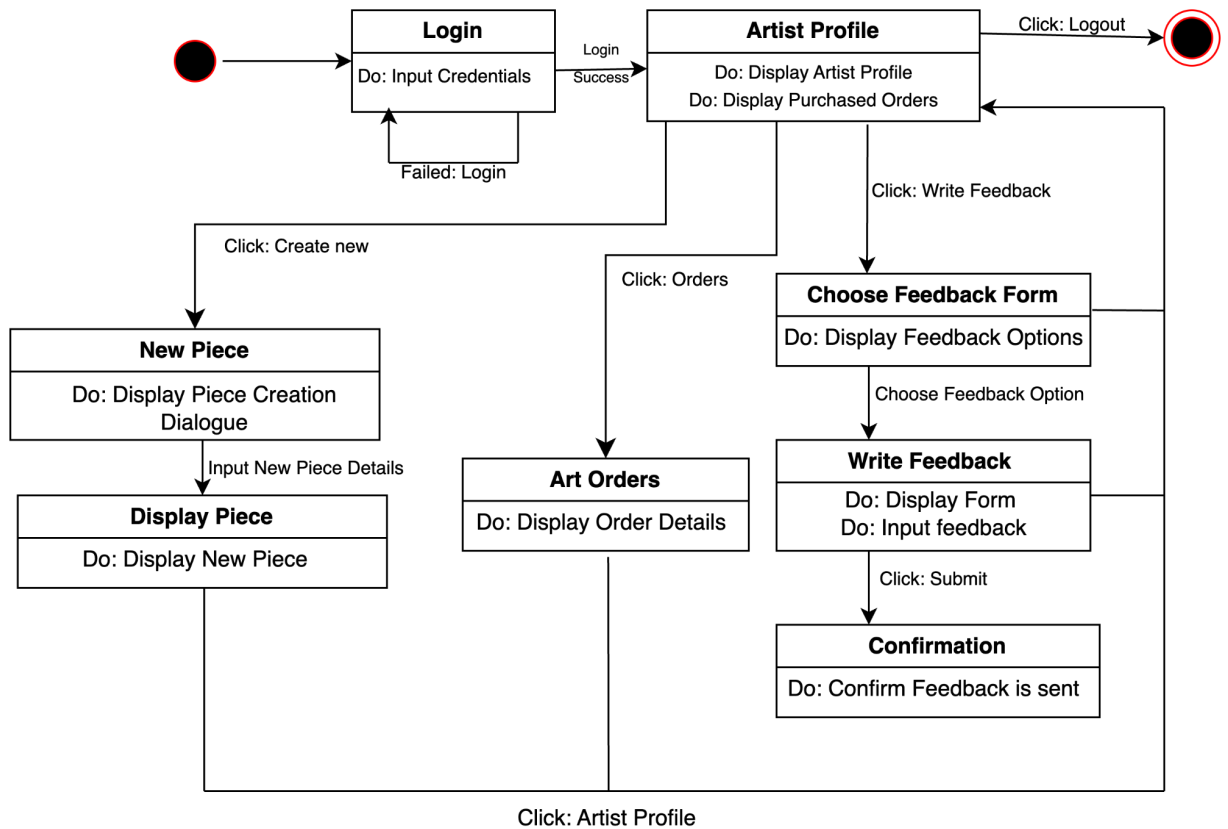 Login
Do: Input Credentials
Failed: Login
Login
Success
Artist Profile
Do: Display Artist Profile
Do: Display Purchased Orders
Click: Logout
Click: Create new
Click: Orders
Click: Write Feedback
New Piece
Do: Display Piece Creation
Dialogue
Input New Piece Details
Display Piece
Do: Display New Piece
Art Orders
Do: Display Order Details
Choose Feedback Form
Do: Display Feedback Options
Choose Feedback Option
Write Feedback
Do: Display Form
Do: Input feedback
Click: Submit
Confirmation
Do: Confirm Feedback is sent
Click: Artist Profile